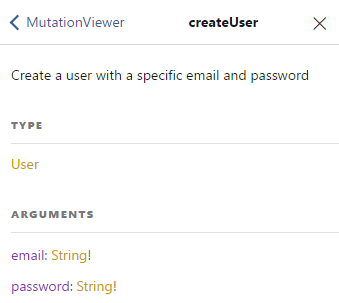 MutationViewer createUser
Create a user with a specific email and password
TYPE
User
ARGUMENTS
email: String!
password: String!